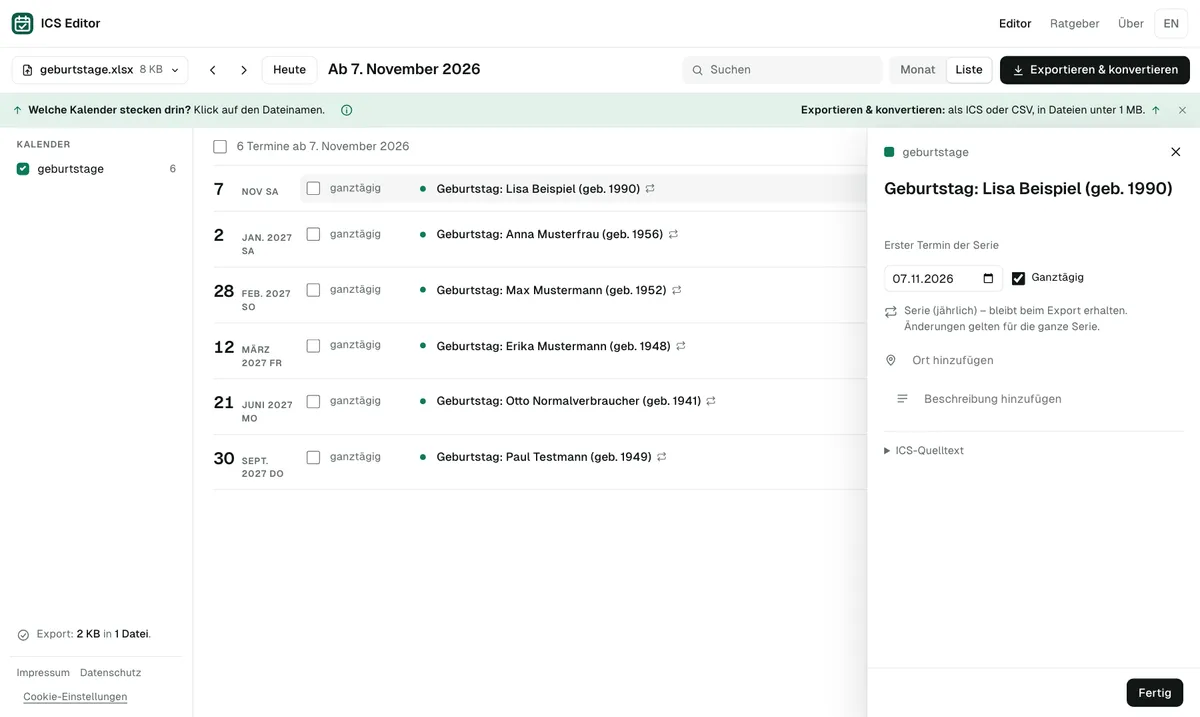 ICS Editor
Editor Ratgeber Über EN
geburtstage.xlsx 8 KB Heute Ab 7. November 2026 Suchen Monat Liste Exportieren & konvertieren
↑ Welche Kalender stecken drin? Klick auf den Dateinamen.
Exportieren & konvertieren: als ICS oder CSV, in Dateien unter 1 MB. ↑
KALENDER
geburtstage 6
6 Termine ab 7. November 2026
7 NOV SA ganztägig Geburtstag: Lisa Beispiel (geb. 1990)
2 JAN. 2027 SA ganztägig Geburtstag: Anna Musterfrau (geb. 1956)
28 FEB. 2027 SO ganztägig Geburtstag: Max Mustermann (geb. 1952)
12 MÄRZ 2027 FR ganztägig Geburtstag: Erika Mustermann (geb. 1948)
21 JUNI 2027 MO ganztägig Geburtstag: Otto Normalverbraucher (geb. 1941)
30 SEPT. 2027 DO ganztägig Geburtstag: Paul Testmann (geb. 1949)
geburtstage
Geburtstag: Lisa Beispiel (geb. 1990)
Erster Termin der Serie
07.11.2026 Ganztägig
Serie (jährlich) – bleibt beim Export erhalten.
Änderungen gelten für die ganze Serie.
Ort hinzufügen
Beschreibung hinzufügen
ICS-Quelltext
Fertig
Export: 2 KB in 1 Datei.
Impressum Datenschutz
Cookie-Einstellungen